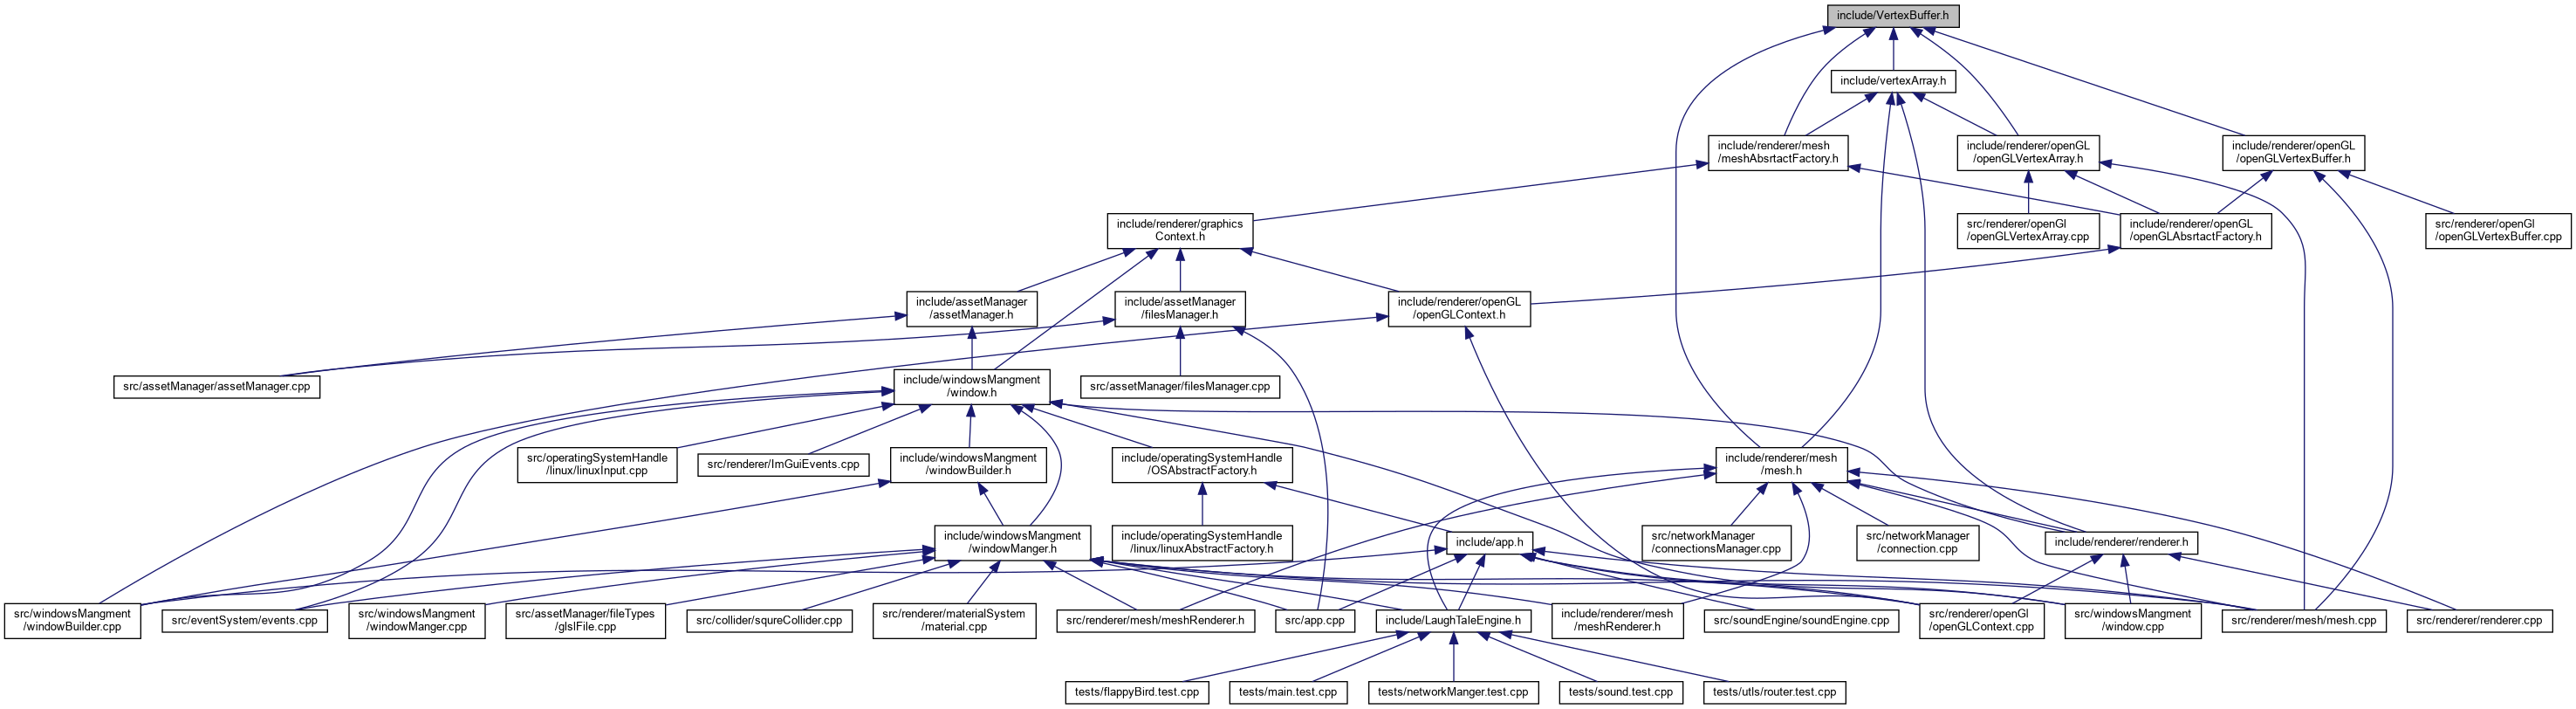 include/VertexBuffer.h
include/vertexArray.h
include/renderer/mesh
/meshAbsrtactFactory.h
include/renderer/openGL
/openGLVertexArray.h
include/renderer/openGL
/openGLVertexBuffer.h
include/renderer/graphics
Context.h
src/renderer/openGl
/openGLVertexArray.cpp
include/renderer/openGL
/openGLAbsrtactFactory.h
src/renderer/openGl
/openGLVertexBuffer.cpp
include/assetManager
/assetManager.h
include/assetManager
/filesManager.h
include/renderer/openGL
/openGLContext.h
src/assetManager/assetManager.cpp
include/windowsMangment
/window.h
src/assetManager/filesManager.cpp
src/operatingSystemHandle
/linux/linuxInput.cpp
src/renderer/ImGuiEvents.cpp
include/windowsMangment
/windowBuilder.h
include/operatingSystemHandle
/OSAbstractFactory.h
include/renderer/mesh
/mesh.h
include/windowsMangment
/windowManger.h
include/operatingSystemHandle
/linux/linuxAbstractFactory.h
include/app.h
src/networkManager
/connectionsManager.cpp
src/networkManager
/connection.cpp
include/renderer/renderer.h
src/windowsMangment
/windowBuilder.cpp
src/eventSystem/events.cpp
src/windowsMangment
/windowManger.cpp
src/assetManager/fileTypes
/glslFile.cpp
src/collider/squreCollider.cpp
src/renderer/materialSystem
/material.cpp
src/renderer/mesh/meshRenderer.h
src/app.cpp
include/LaughTaleEngine.h
include/renderer/mesh
/meshRenderer.h
src/soundEngine/soundEngine.cpp
src/renderer/openGl
/openGLContext.cpp
src/windowsMangment
/window.cpp
src/renderer/mesh/mesh.cpp
src/renderer/renderer.cpp
tests/flappyBird.test.cpp
tests/main.test.cpp
tests/networkManger.test.cpp
tests/sound.test.cpp
tests/utls/router.test.cpp